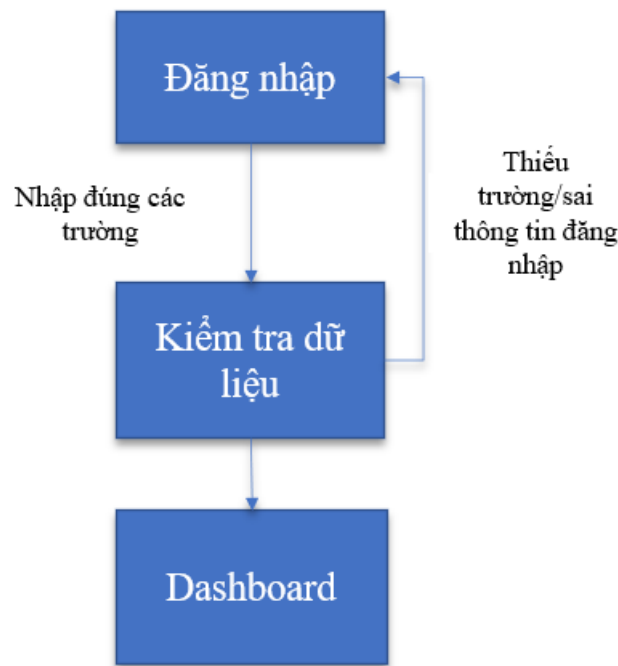 Đăng nhập
Nhập đúng các
trường
Thiếu
trường/sai
thông tin đăng
nhập
Kiểm tra dữ
liệu
Dashboard